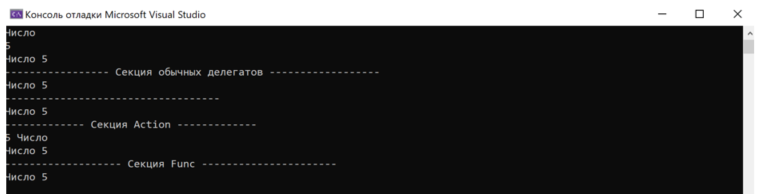 Консоль отладки Microsoft Visual Studio
Число
5
Число 5
----------------- Секция обычных делегатов ------------------
Число 5
-----------------------------------
Число 5
------------- Секция Action -------------
5 Число
Число 5
------------------- Секция Func ----------------------
Число 5